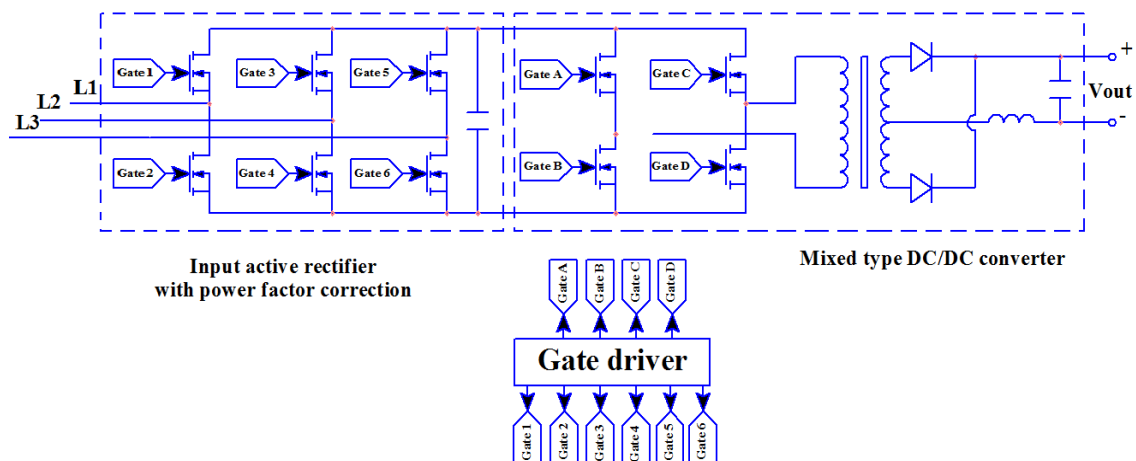 Gate 1
Gate 3
Gate 5
Gate A
Gate C
L1
L2
L3
Vout
+
-
Gate 2
Gate 4
Gate 6
Gate B
Gate D
Input active rectifier
with power factor correction
Mixed type DC/DC converter
Gate A
Gate B
Gate C
Gate D
Gate driver
Gate 1
Gate 2
Gate 3
Gate 4
Gate 5
Gate 6